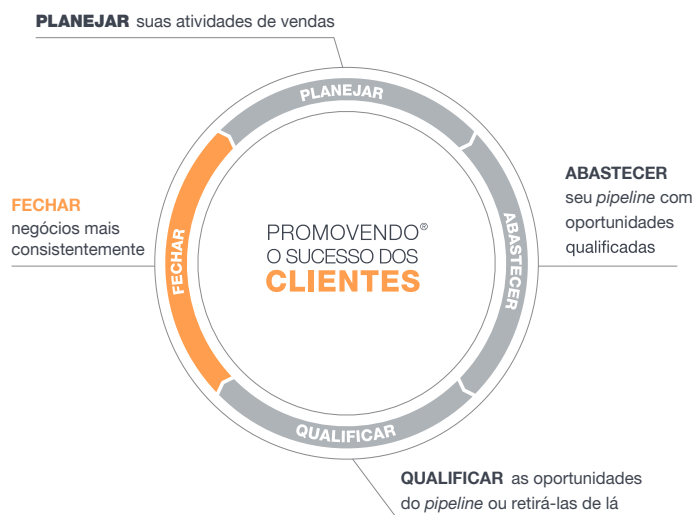 PLANEJAR suas atividades de vendas
PLANEJAR
ABASTECER
seu pipeline com
oportunidades
qualificadas
ABASTECER
FECHAR
negócios mais
consistentemente
FECHAR
PROMOVENDO®
O SUCESSO DOS
CLIENTES
QUALIFICAR
QUALIFICAR as oportunidades
do pipeline ou retirá-las de lá